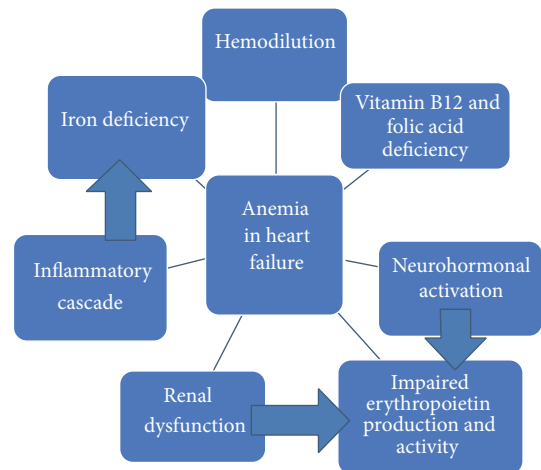 Hemodilution
Iron deficiency
Vitamin B12 and
folic acid
deficiency
Anemia
in heart
failure
Inflammatory
cascade
Neurohormonal
activation
Renal
dysfunction
Impaired
erythropoietin
production and
activity